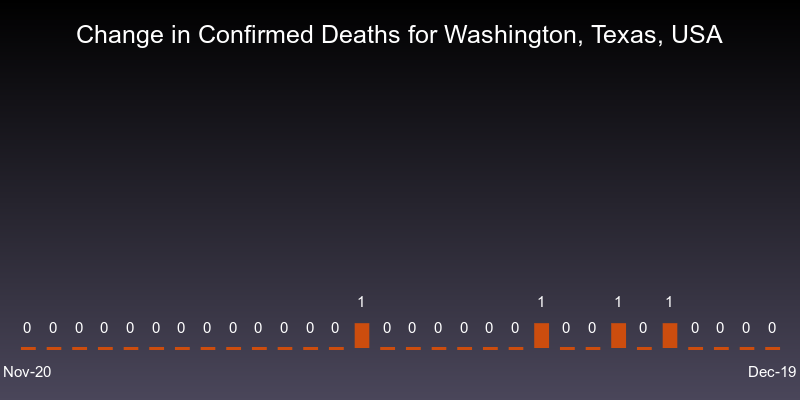 Change in Confirmed Deaths for Washington, Texas, USA
1 1 1 1
0 0 0 0 0 0 0 0 0 0 0 0 0 0 0 0 0 0 0 0 0 0 0 0 0 0
Nov-20 Dec-19